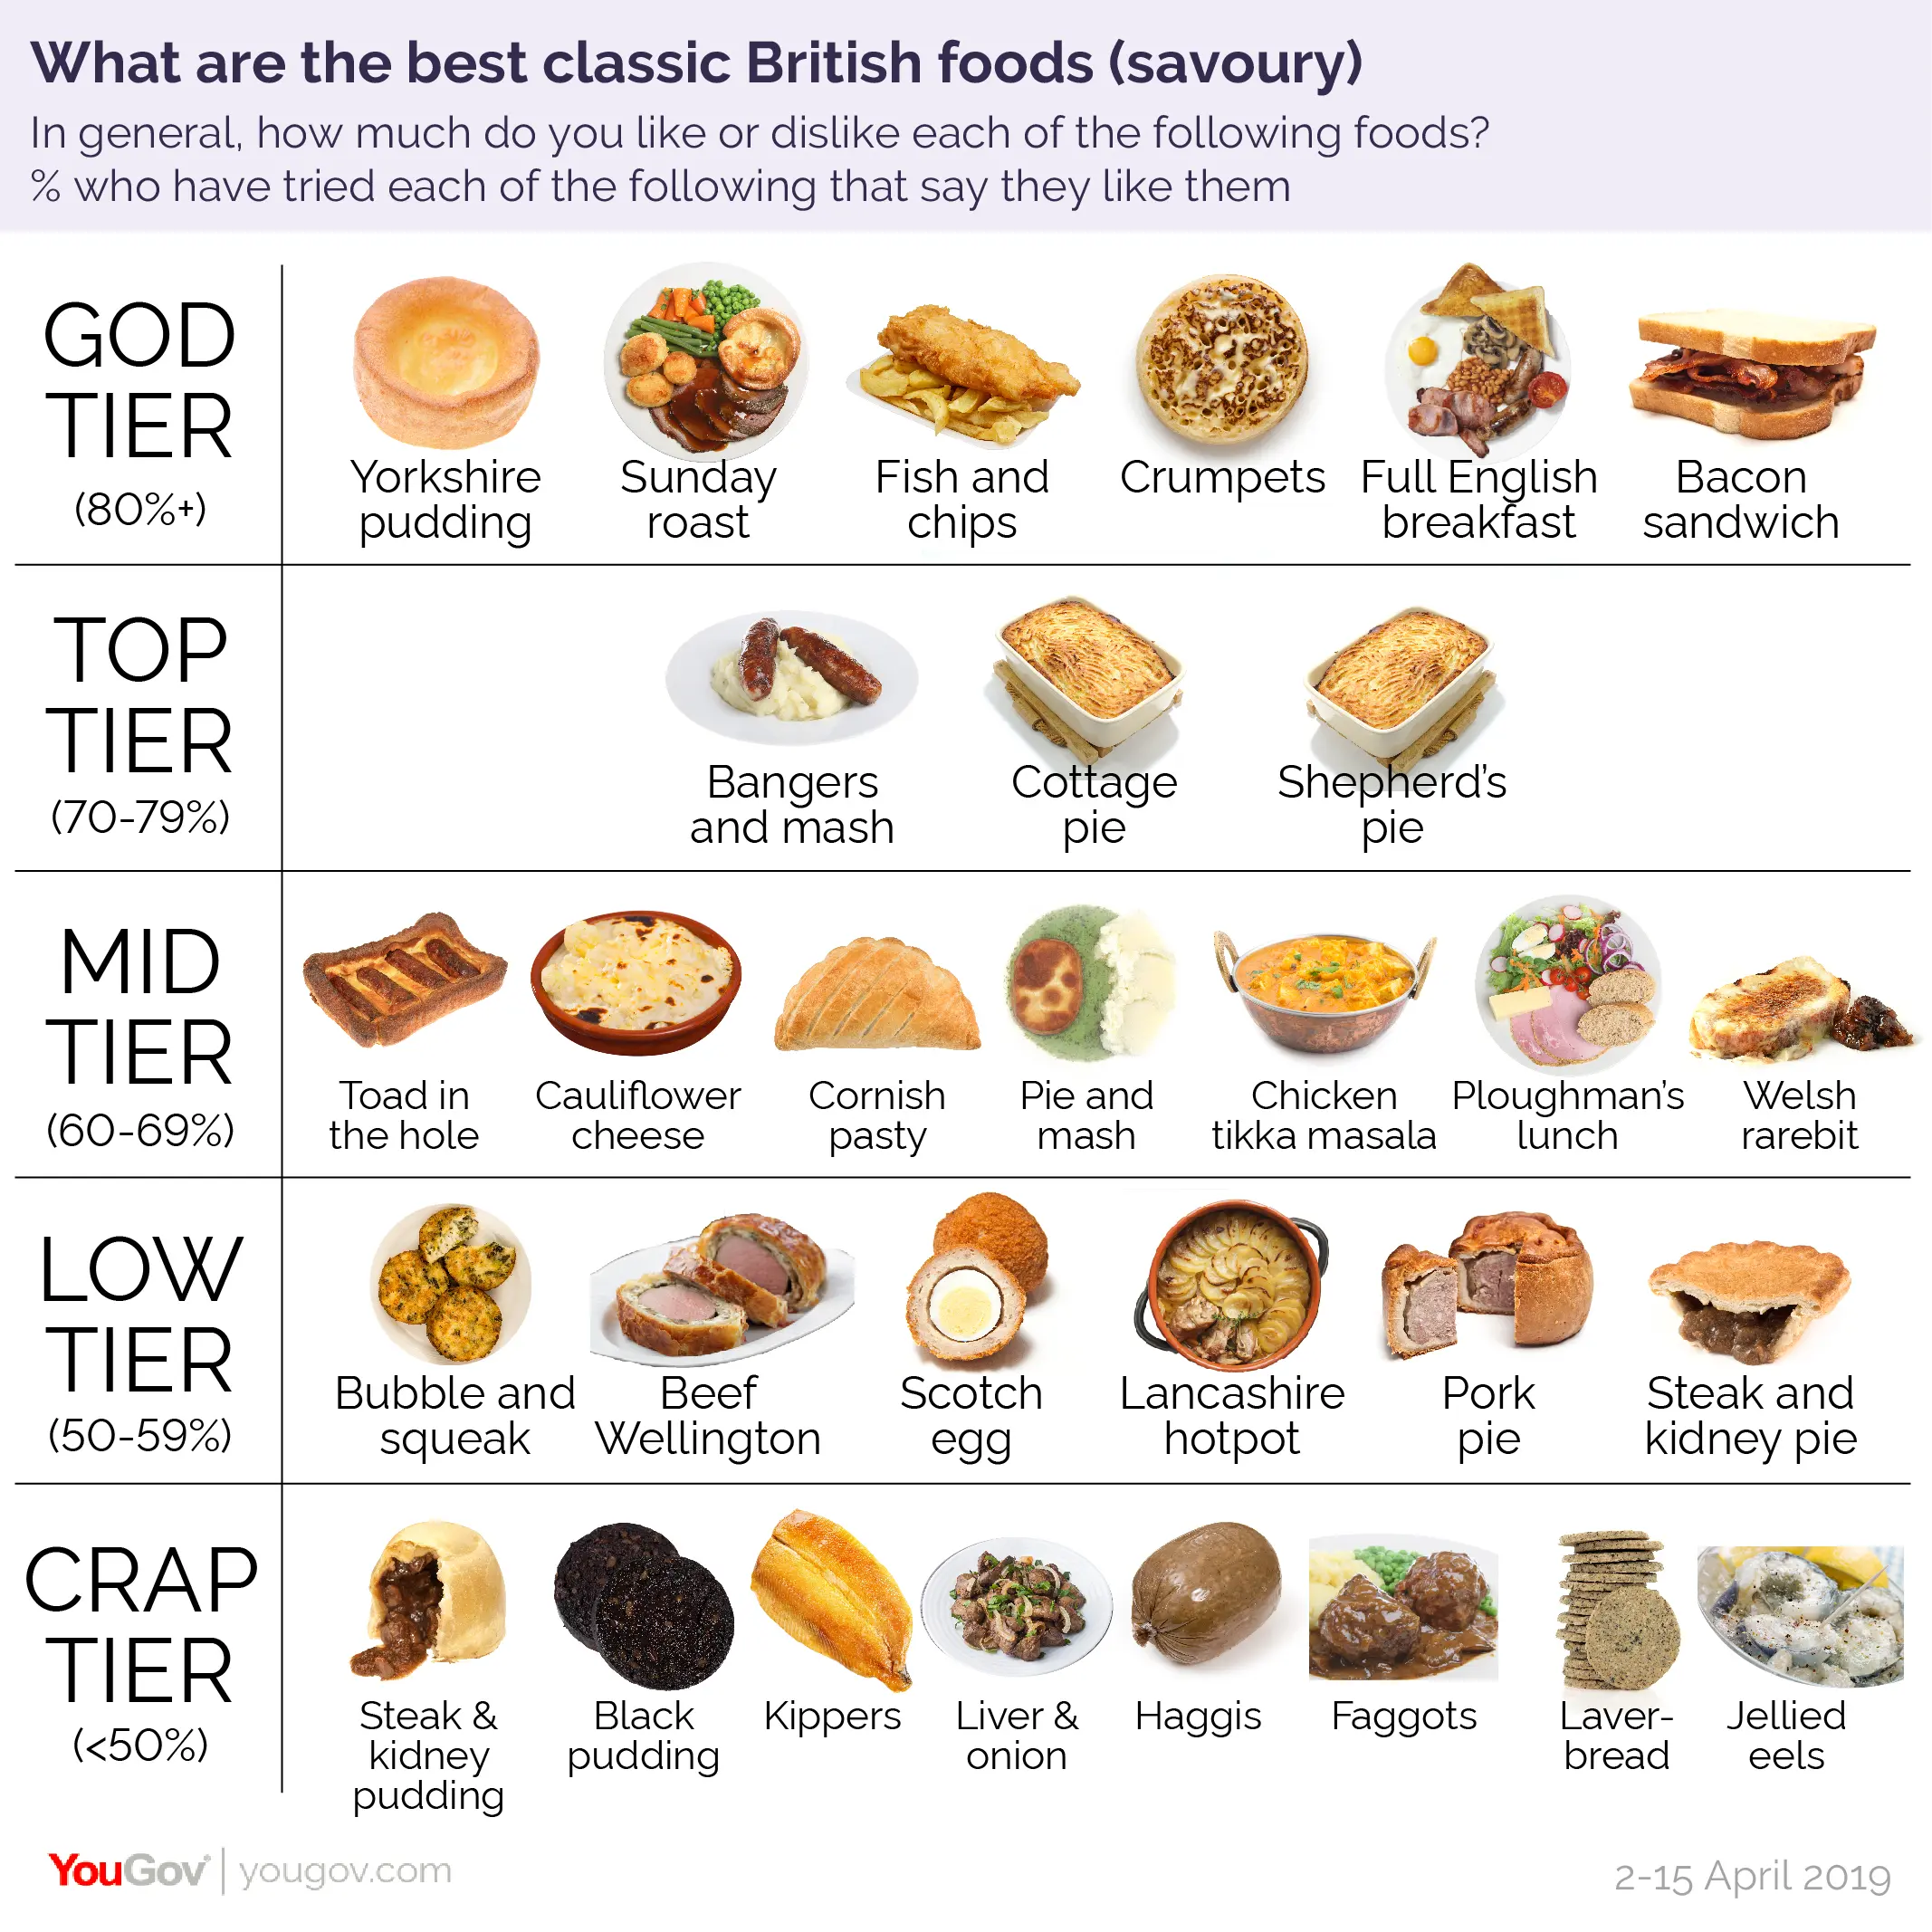 What are the best classic British foods (savoury)
In general, how much do you like or dislike each of the following foods?
% who have tried each of the following that say they like them
GOD
TIER
(80%+)
Yorkshire
pudding
Sunday
roast
Fish and
chips
Crumpets
Full English
breakfast
Bacon
sandwich
TOP
TIER
(70-79%)
Bangers
and mash
Cottage
pie
Shepherd's
pie
MID
TIER
(60-69%)
Toad in
the hole
Cauliflower
cheese
Cornish
pasty
Pie and
mash
Chicken
tikka masala
Ploughman's
lunch
Welsh
rarebit
LOW
TIER
(50-59%)
Bubble and
squeak
Beef
Wellington
Scotch
egg
Lancashire
hotpot
Pork
pie
Steak and
kidney pie
CRAP
TIER
(<50%)
Steak &
kidney
pudding
Black
pudding
Kippers
Liver &
onion
Haggis
Faggots
Laver-
bread
Jellied
eels
YouGov | yougov.com
2-15 April 2019